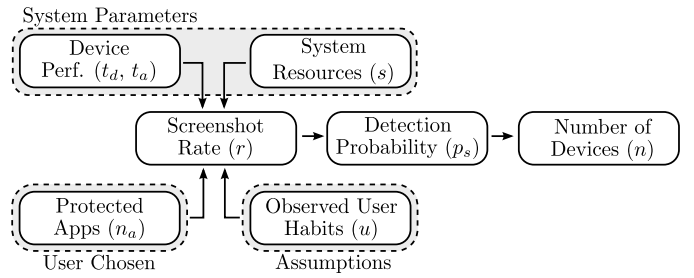 System Parameters
Device
Perf. (t_d, t_a)
System
Resources (s)
Screenshot
Rate (r)
Detection
Probability (p_s)
Number of
Devices (n)
Protected
Apps (n_a)
Observed User
Habits (u)
User Chosen
Assumptions